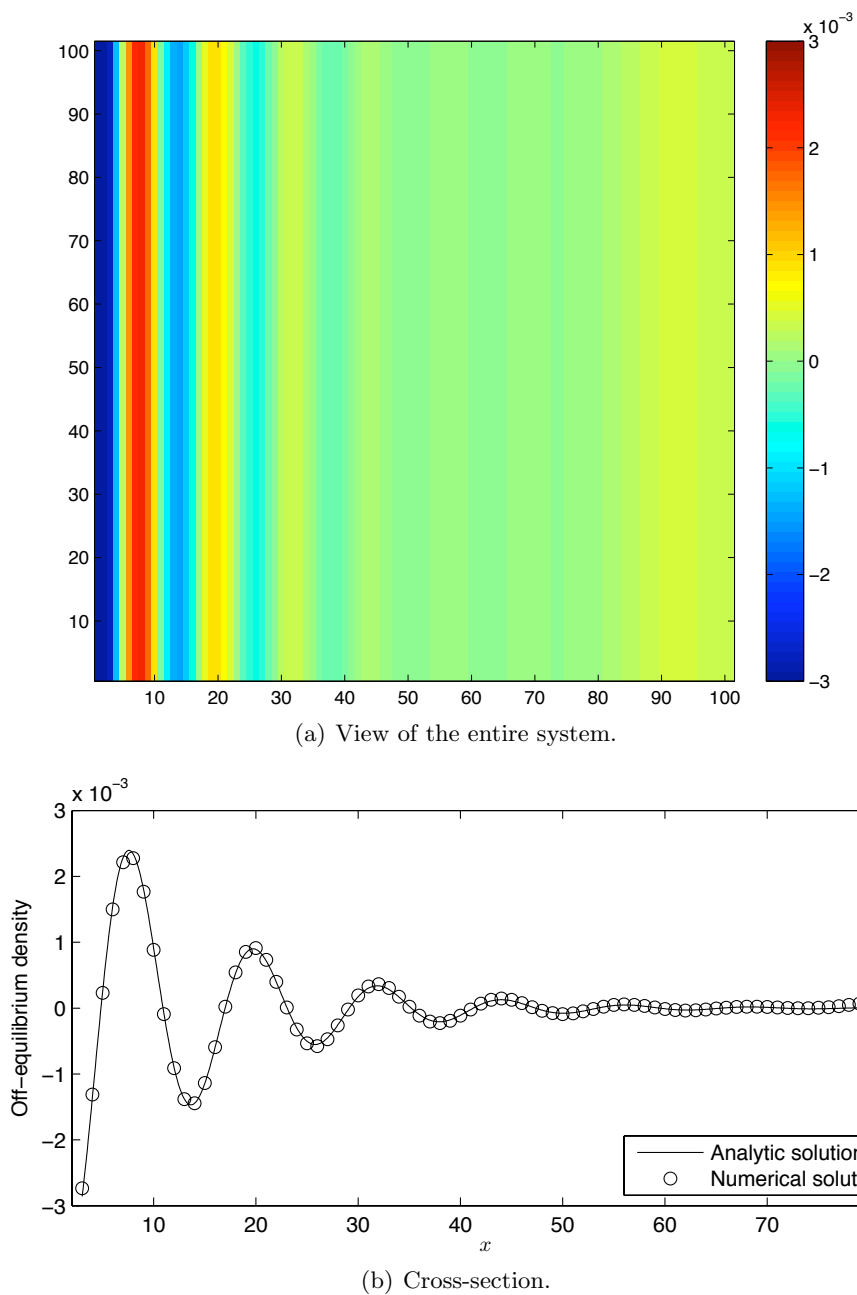 x 10⁻³
100
90
80
70
60
50
40
30
20
10
3
2
1
0
−1
−2
−3
10 20 30 40 50 60 70 80 90 100
(a) View of the entire system.
x 10⁻³
3
2
1
0
−1
−2
−3
Off−equilibrium density
Analytic solution
Numerical solut
10 20 30 40 50 60 70
x
(b) Cross-section.